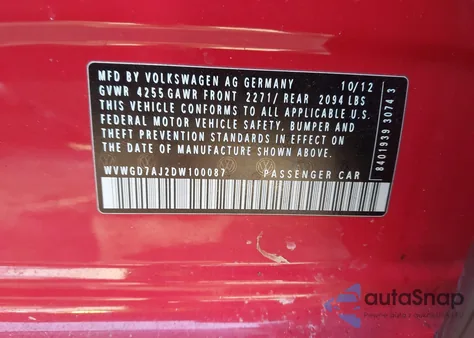 MFD BY VOLKSWAGEN AG GERMANY 10/12
GVWR 4255 GAWR FRONT 2271/ REAR 2094 LBS
THIS VEHICLE CONFORMS TO ALL APPLICABLE U.S.
FEDERAL MOTOR VEHICLE SAFETY, BUMPER AND
THEFT PREVENTION STANDARDS IN EFFECT ON
THE DATE OF MANUFACTURE SHOWN ABOVE.
WVWGD7AJ2DW100087 PASSENGER CAR
8401939 3074 3
autoSnap